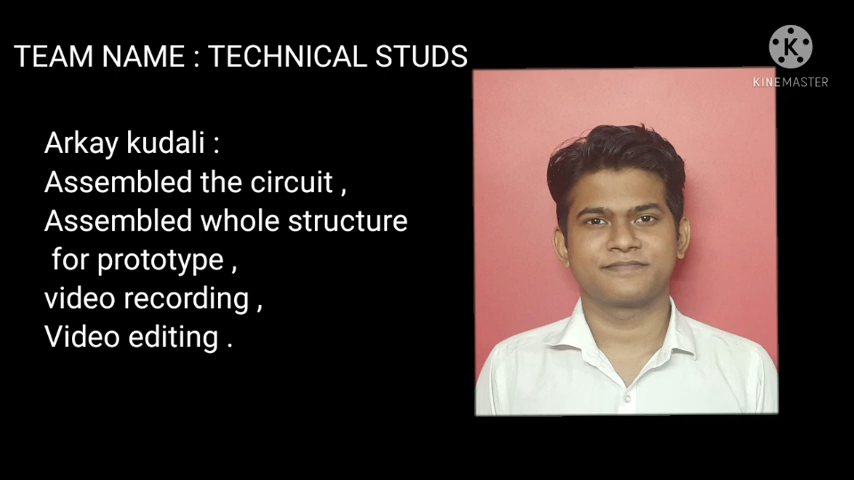 TEAM NAME : TECHNICAL STUDS
K
KINEMASTER
Arkay kudali :
Assembled the circuit ,
Assembled whole structure
for prototype ,
video recording ,
Video editing .